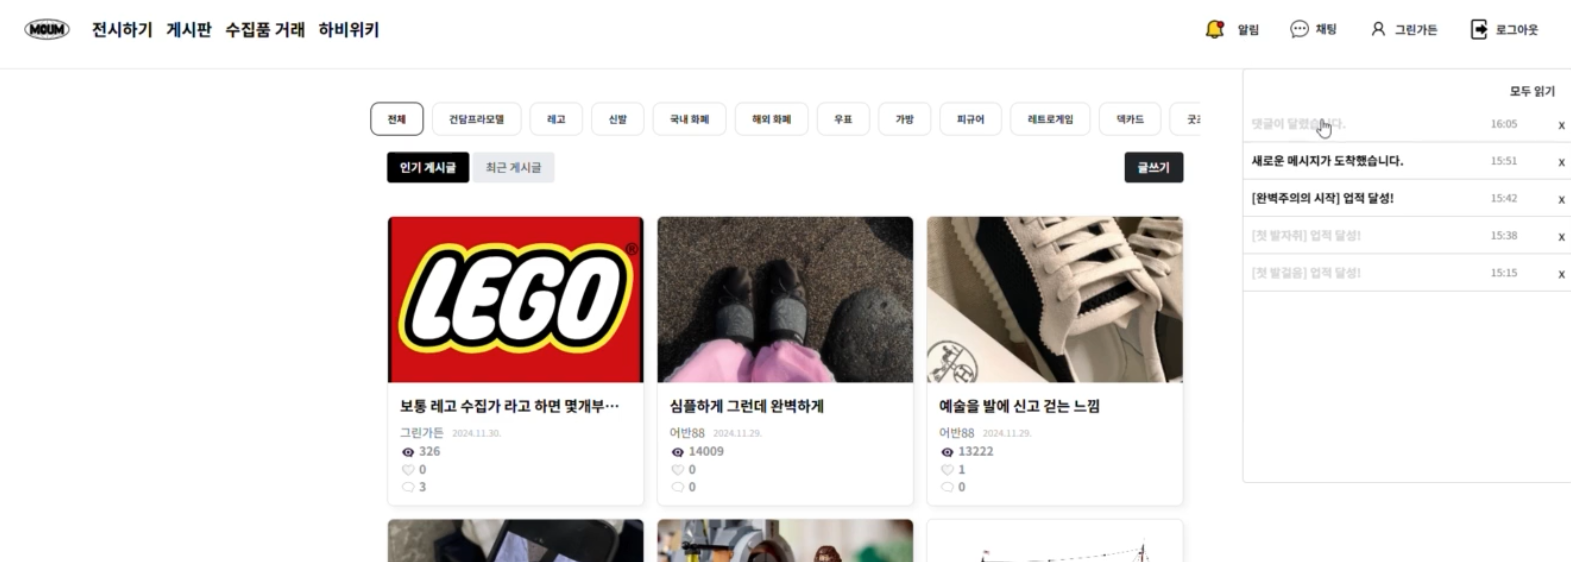 MOUM 전시하기 게시판 수집품 거래 하비위키 알림 채팅 그린가든 로그아웃
모두 읽기
전체 건담프라모델 레고 신발 국내 화폐 해외 화폐 우표 가방 피규어 레트로게임 덱카드
댓글이 달렸습니다. 16:05 x
새로운 메시지가 도착했습니다. 15:51 x
인기 게시글 최근 게시글 글쓰기
[완벽주의의 시작] 업적 달성! 15:42 x
[첫 발자취] 업적 달성! 15:38 x
[첫 발걸음] 업적 달성! 15:15 x
LEGO ®
보통 레고 수집가 라고 하면 몇개부…
그린가든 2024.11.30.
326
0
3
심플하게 그런데 완벽하게
어반88 2024.11.29.
14009
0
0
예술을 발에 신고 걷는 느낌
어반88 2024.11.29.
13222
1
0